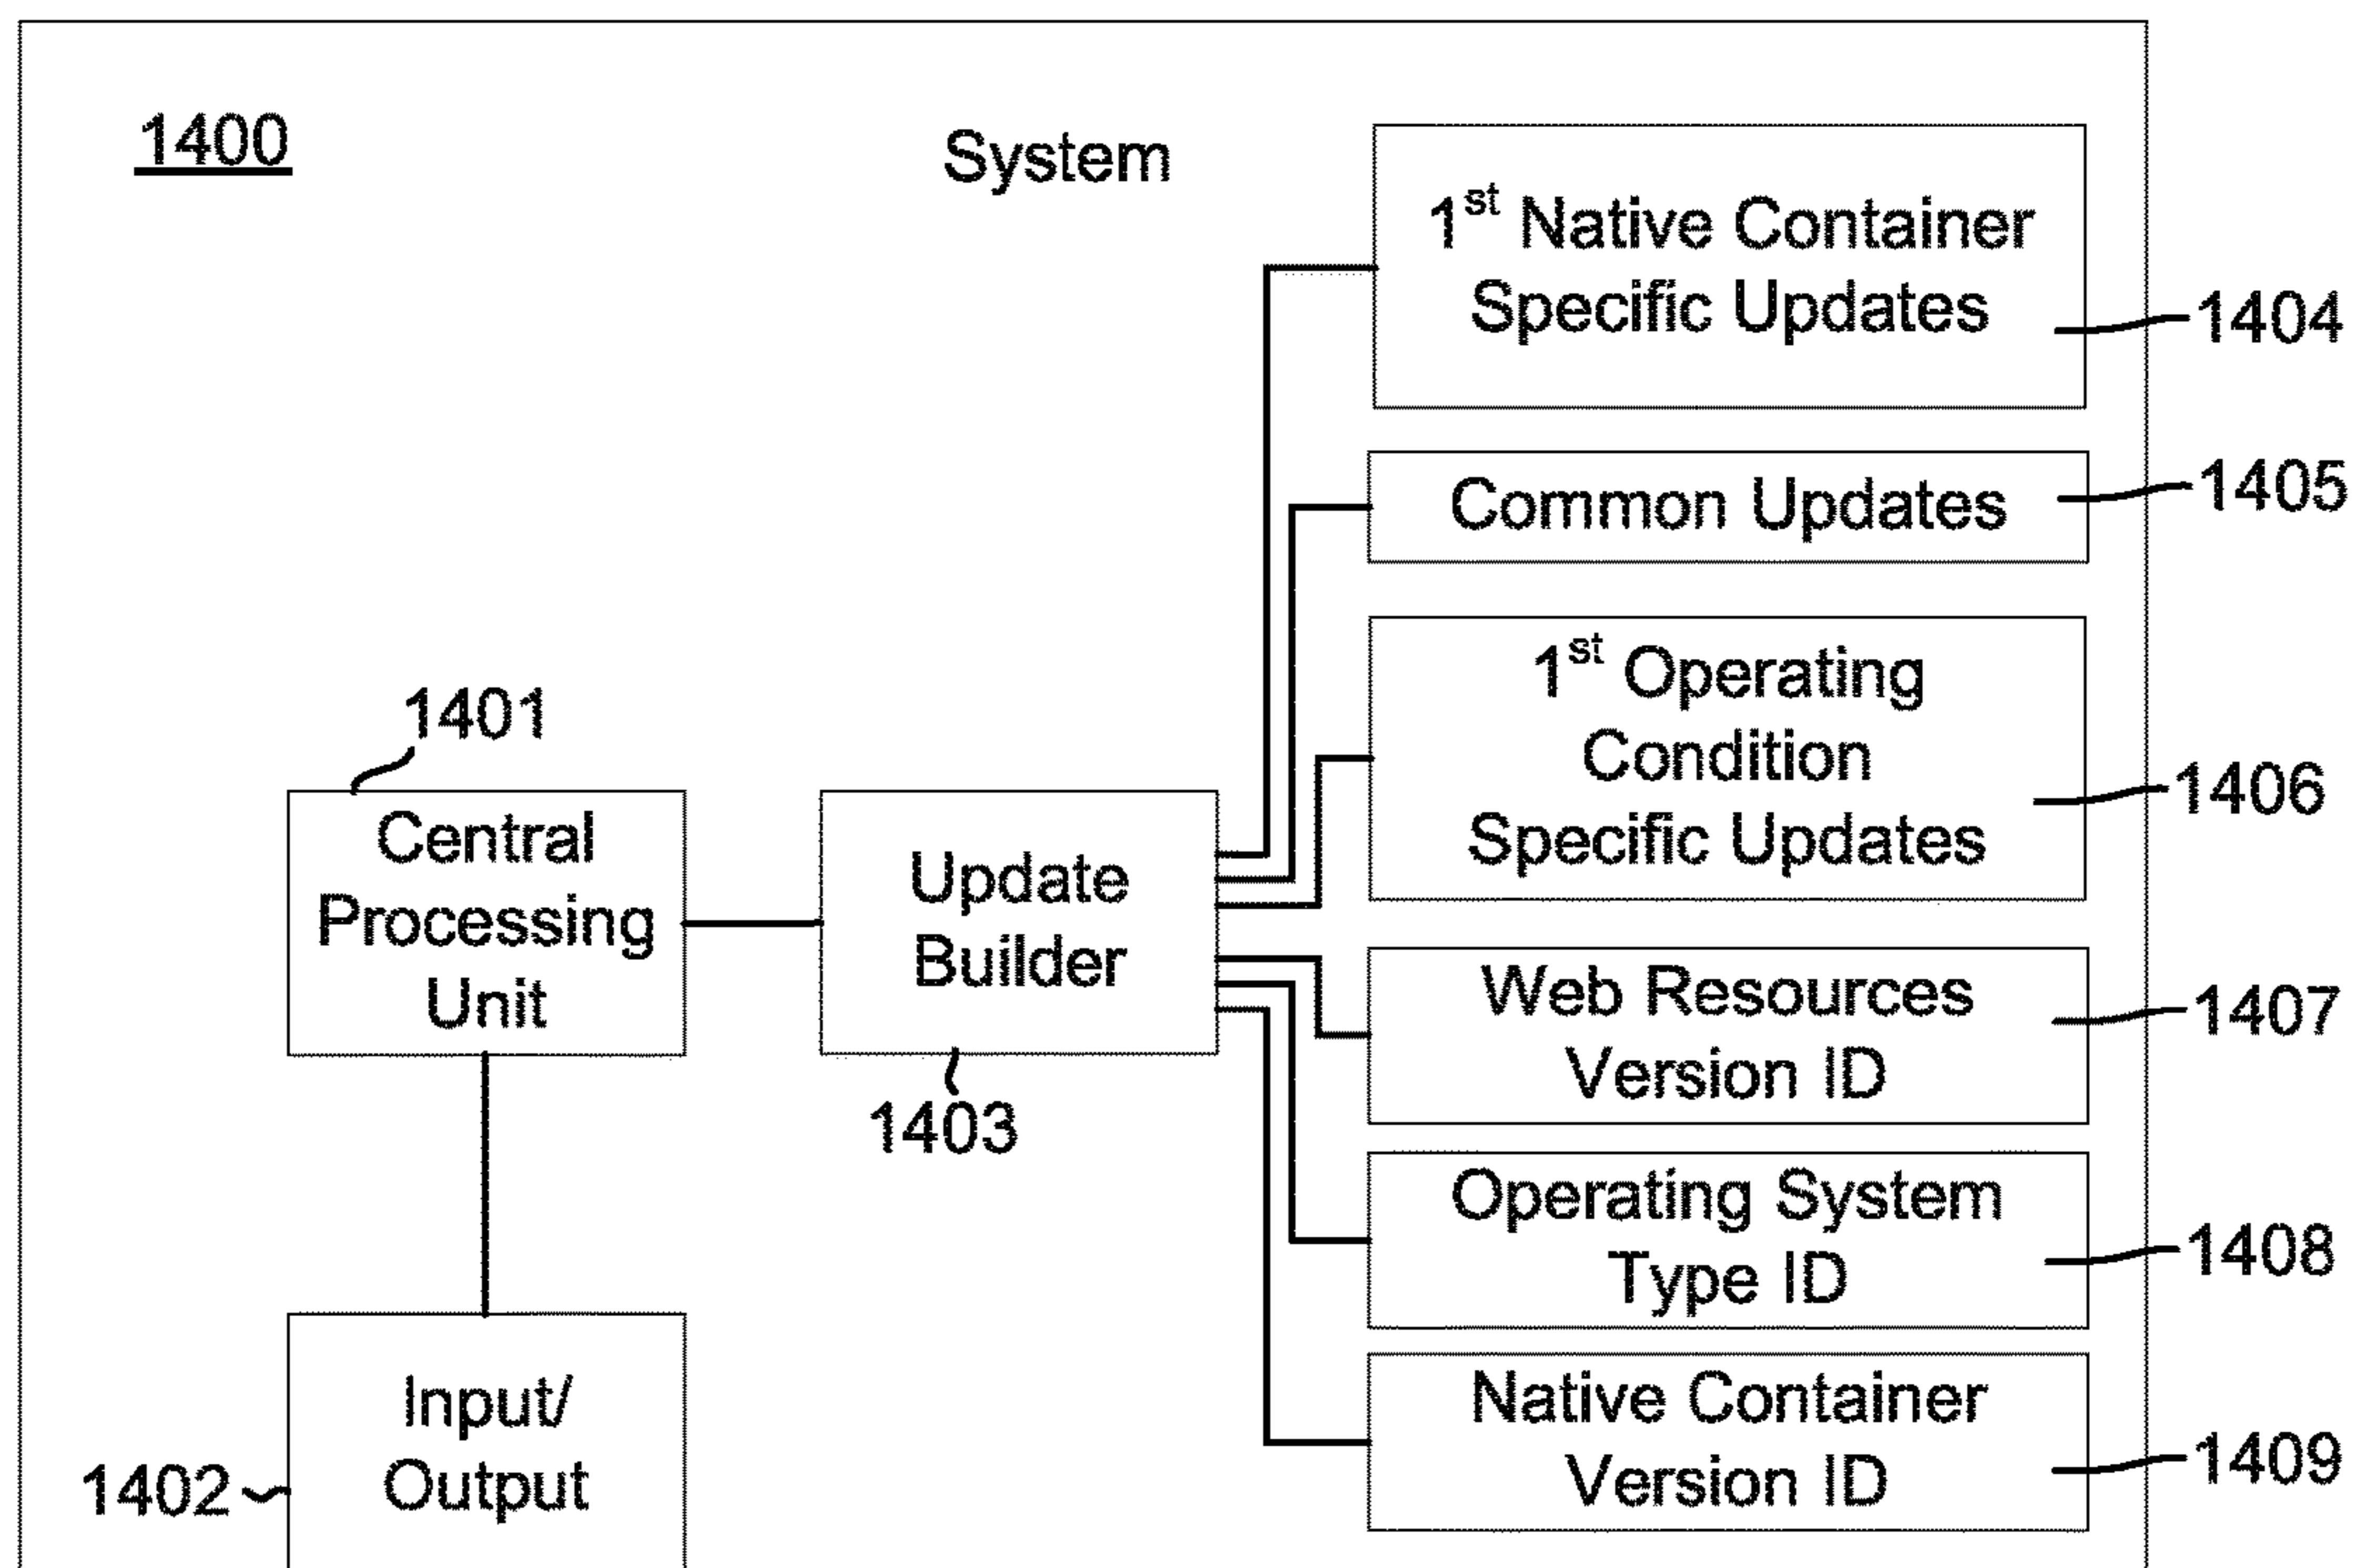 1400
System
1st Native Container
Specific Updates
1404
Common Updates
1405
1st Operating
Condition
Specific Updates
1406
1401
Central
Processing
Unit
Update
Builder
1403
Web Resources
Version ID
1407
Operating System
Type ID
1408
Input/
Output
1402
Native Container
Version ID
1409